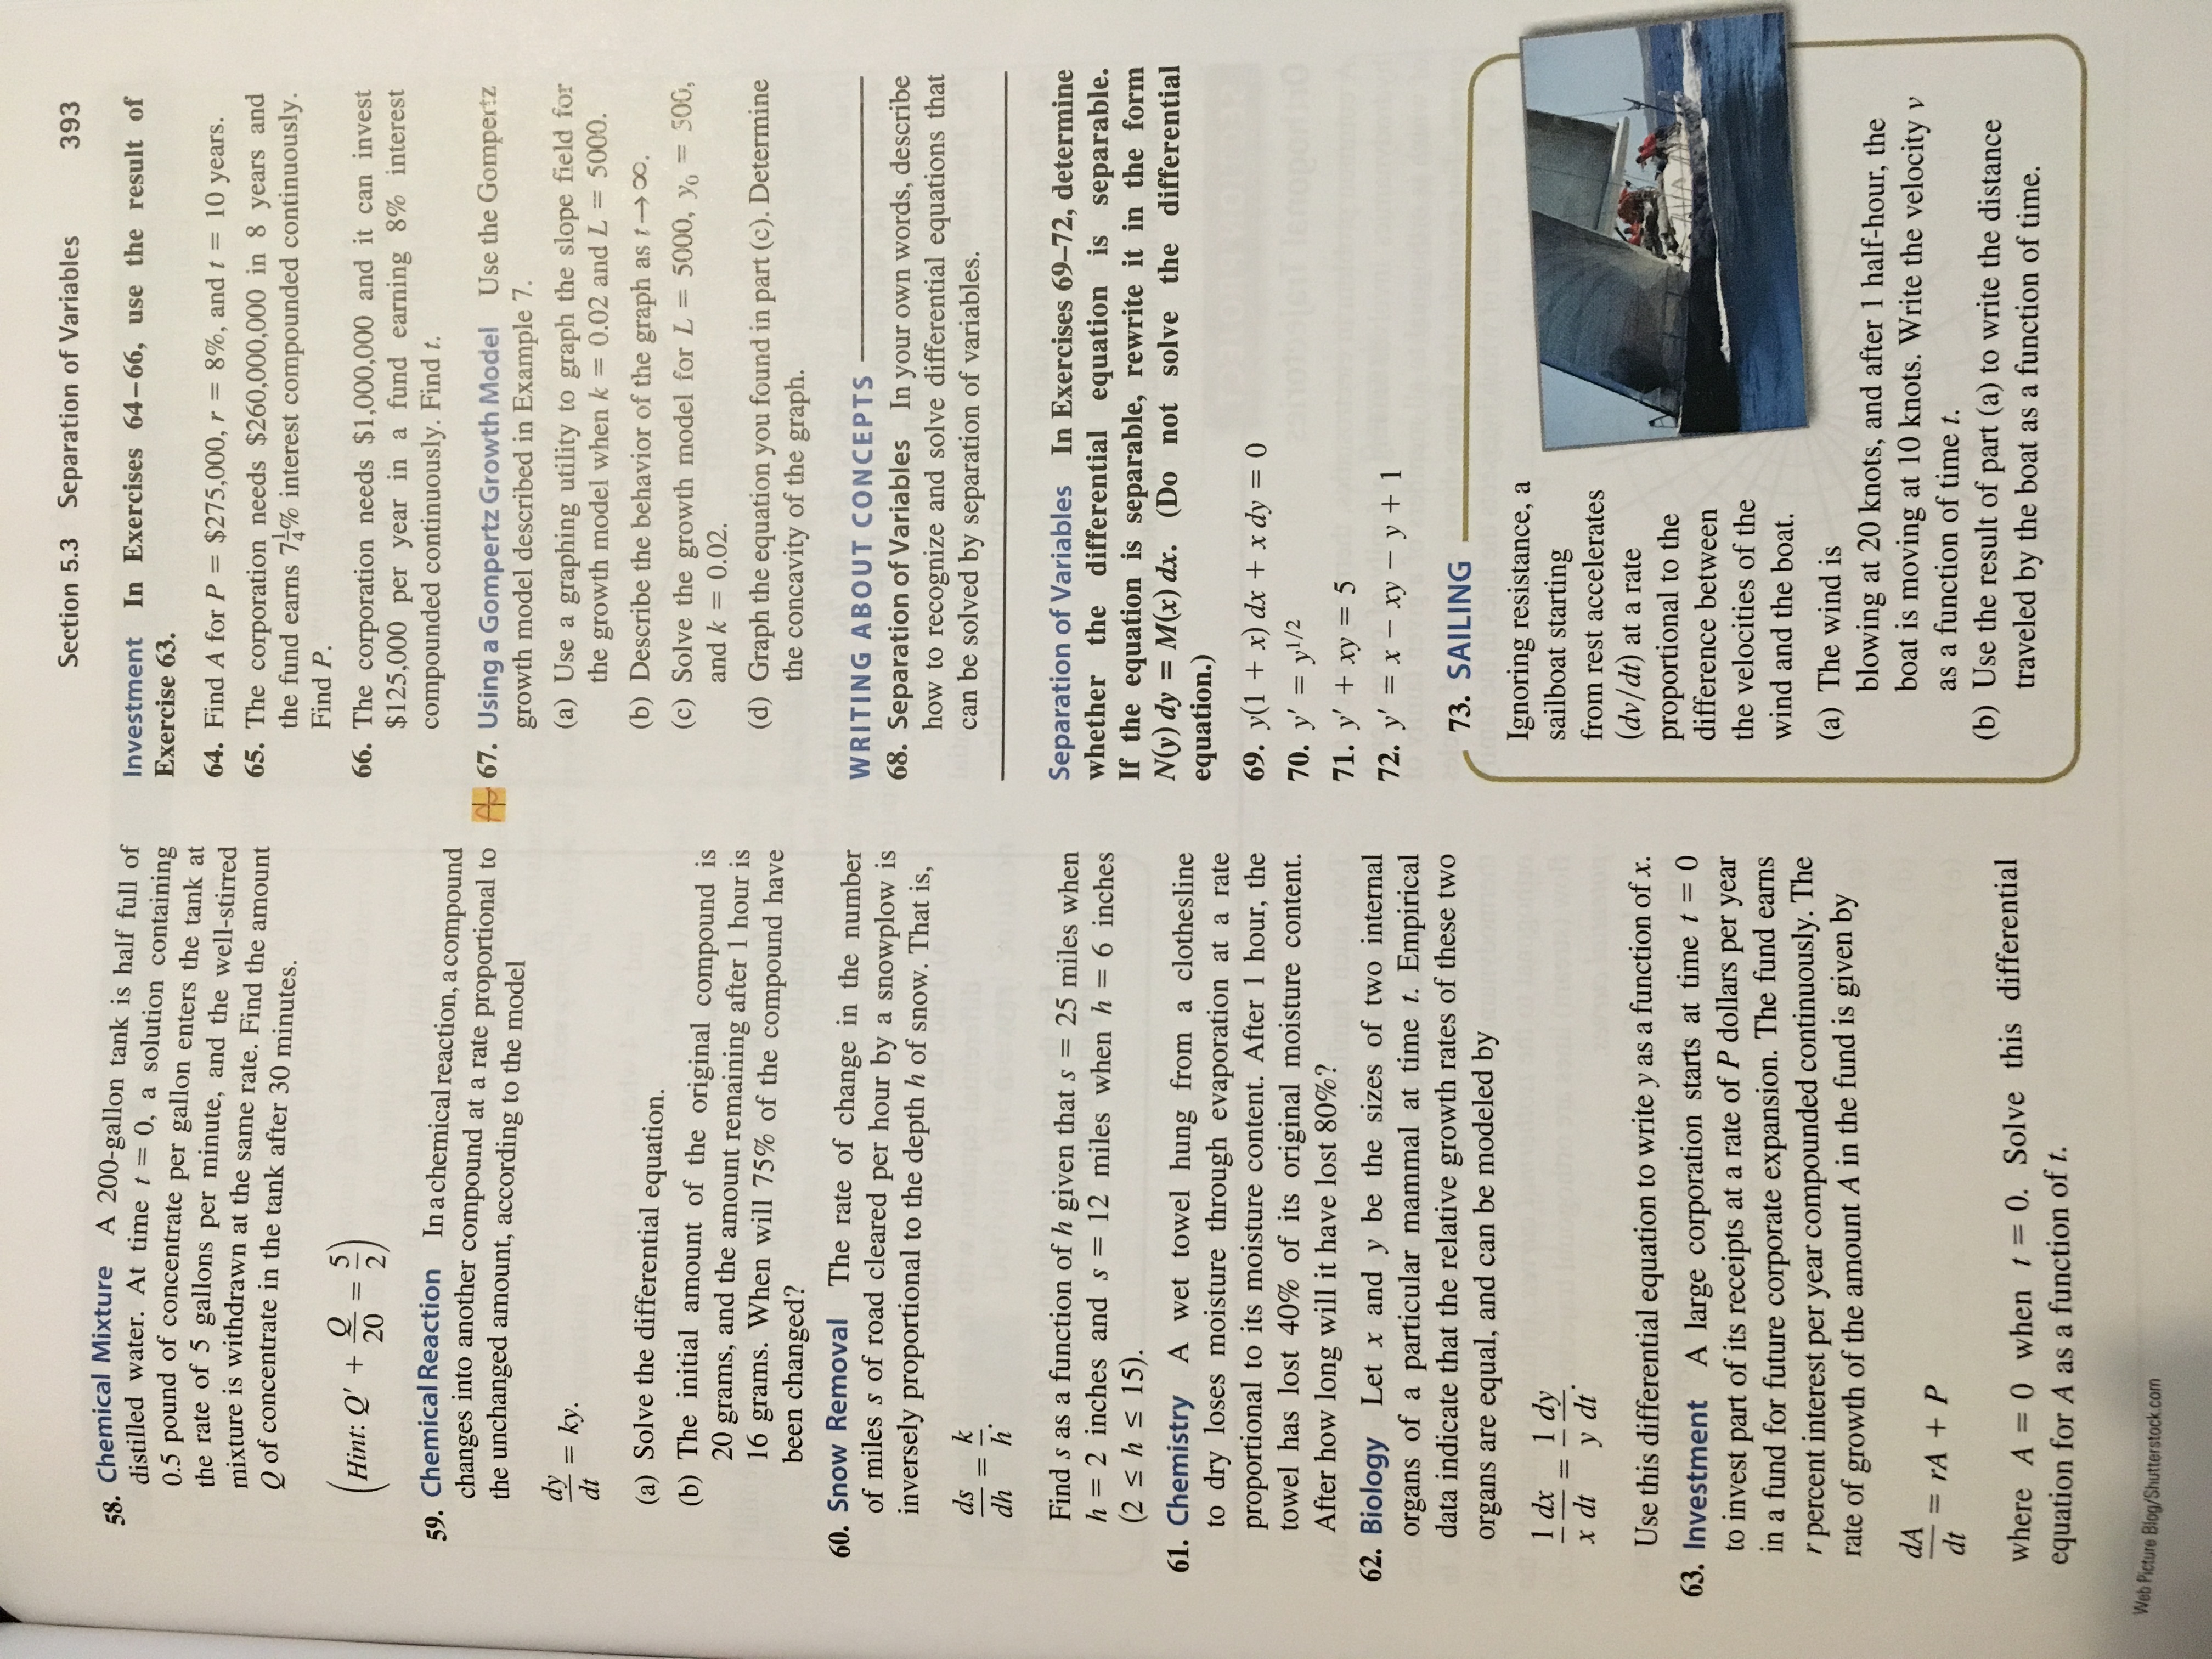 Section 5.3 Separation of Variables 393
58. Chemical Mixture A 200-gallon tank is half full of
distilled water. At time t = 0, a solution containing
0.5 pound of concentrate per gallon enters the tank at
the rate of 5 gallons per minute, and the well-stirred
mixture is withdrawn at the same rate. Find the amount
Q of concentrate in the tank after 30 minutes.
(Hint: Q′ + Q/20 = 5/2)
59. Chemical Reaction In a chemical reaction, a compound
changes into another compound at a rate proportional to
the unchanged amount, according to the model
dy/dt = ky.
(a) Solve the differential equation.
(b) The initial amount of the original compound is
20 grams, and the amount remaining after 1 hour is
16 grams. When will 75% of the compound have
been changed?
60. Snow Removal The rate of change in the number
of miles s of road cleared per hour by a snowplow is
inversely proportional to the depth h of snow. That is,
ds/dh = k/h.
Find s as a function of h given that s = 25 miles when
h = 2 inches and s = 12 miles when h = 6 inches
(2 ≤ h ≤ 15).
61. Chemistry A wet towel hung from a clothesline
to dry loses moisture through evaporation at a rate
proportional to its moisture content. After 1 hour, the
towel has lost 40% of its original moisture content.
After how long will it have lost 80%?
62. Biology Let x and y be the sizes of two internal
organs of a particular mammal at time t. Empirical
data indicate that the relative growth rates of these two
organs are equal, and can be modeled by
1/x dx/dt = 1/y dy/dt.
Use this differential equation to write y as a function of x.
63. Investment A large corporation starts at time t = 0
to invest part of its receipts at a rate of P dollars per year
in a fund for future corporate expansion. The fund earns
r percent interest per year compounded continuously. The
rate of growth of the amount A in the fund is given by
dA/dt = rA + P
where A = 0 when t = 0. Solve this differential
equation for A as a function of t.
Web Picture Blog/Shutterstock.com
Investment In Exercises 64–66, use the result of
Exercise 63.
64. Find A for P = $275,000, r = 8%, and t = 10 years.
65. The corporation needs $260,000,000 in 8 years and
the fund earns 7¼% interest compounded continuously.
Find P.
66. The corporation needs $1,000,000 and it can invest
$125,000 per year in a fund earning 8% interest
compounded continuously. Find t.
67. Using a Gompertz Growth Model Use the Gompertz
growth model described in Example 7.
(a) Use a graphing utility to graph the slope field for
the growth model when k = 0.02 and L = 5000.
(b) Describe the behavior of the graph as t→∞.
(c) Solve the growth model for L = 5000, y₀ = 500,
and k = 0.02.
(d) Graph the equation you found in part (c). Determine
the concavity of the graph.
WRITING ABOUT CONCEPTS
68. Separation of Variables In your own words, describe
how to recognize and solve differential equations that
can be solved by separation of variables.
Separation of Variables In Exercises 69–72, determine
whether the differential equation is separable.
If the equation is separable, rewrite it in the form
N(y) dy = M(x) dx. (Do not solve the differential
equation.)
69. y(1 + x) dx + x dy = 0
70. y′ = y^1/2
71. y′ + xy = 5
72. y′ = x − xy − y + 1
73. SAILING
Ignoring resistance, a
sailboat starting
from rest accelerates
(dv/dt) at a rate
proportional to the
difference between
the velocities of the
wind and the boat.
(a) The wind is
blowing at 20 knots, and after 1 half-hour, the
boat is moving at 10 knots. Write the velocity v
as a function of time t.
(b) Use the result of part (a) to write the distance
traveled by the boat as a function of time.